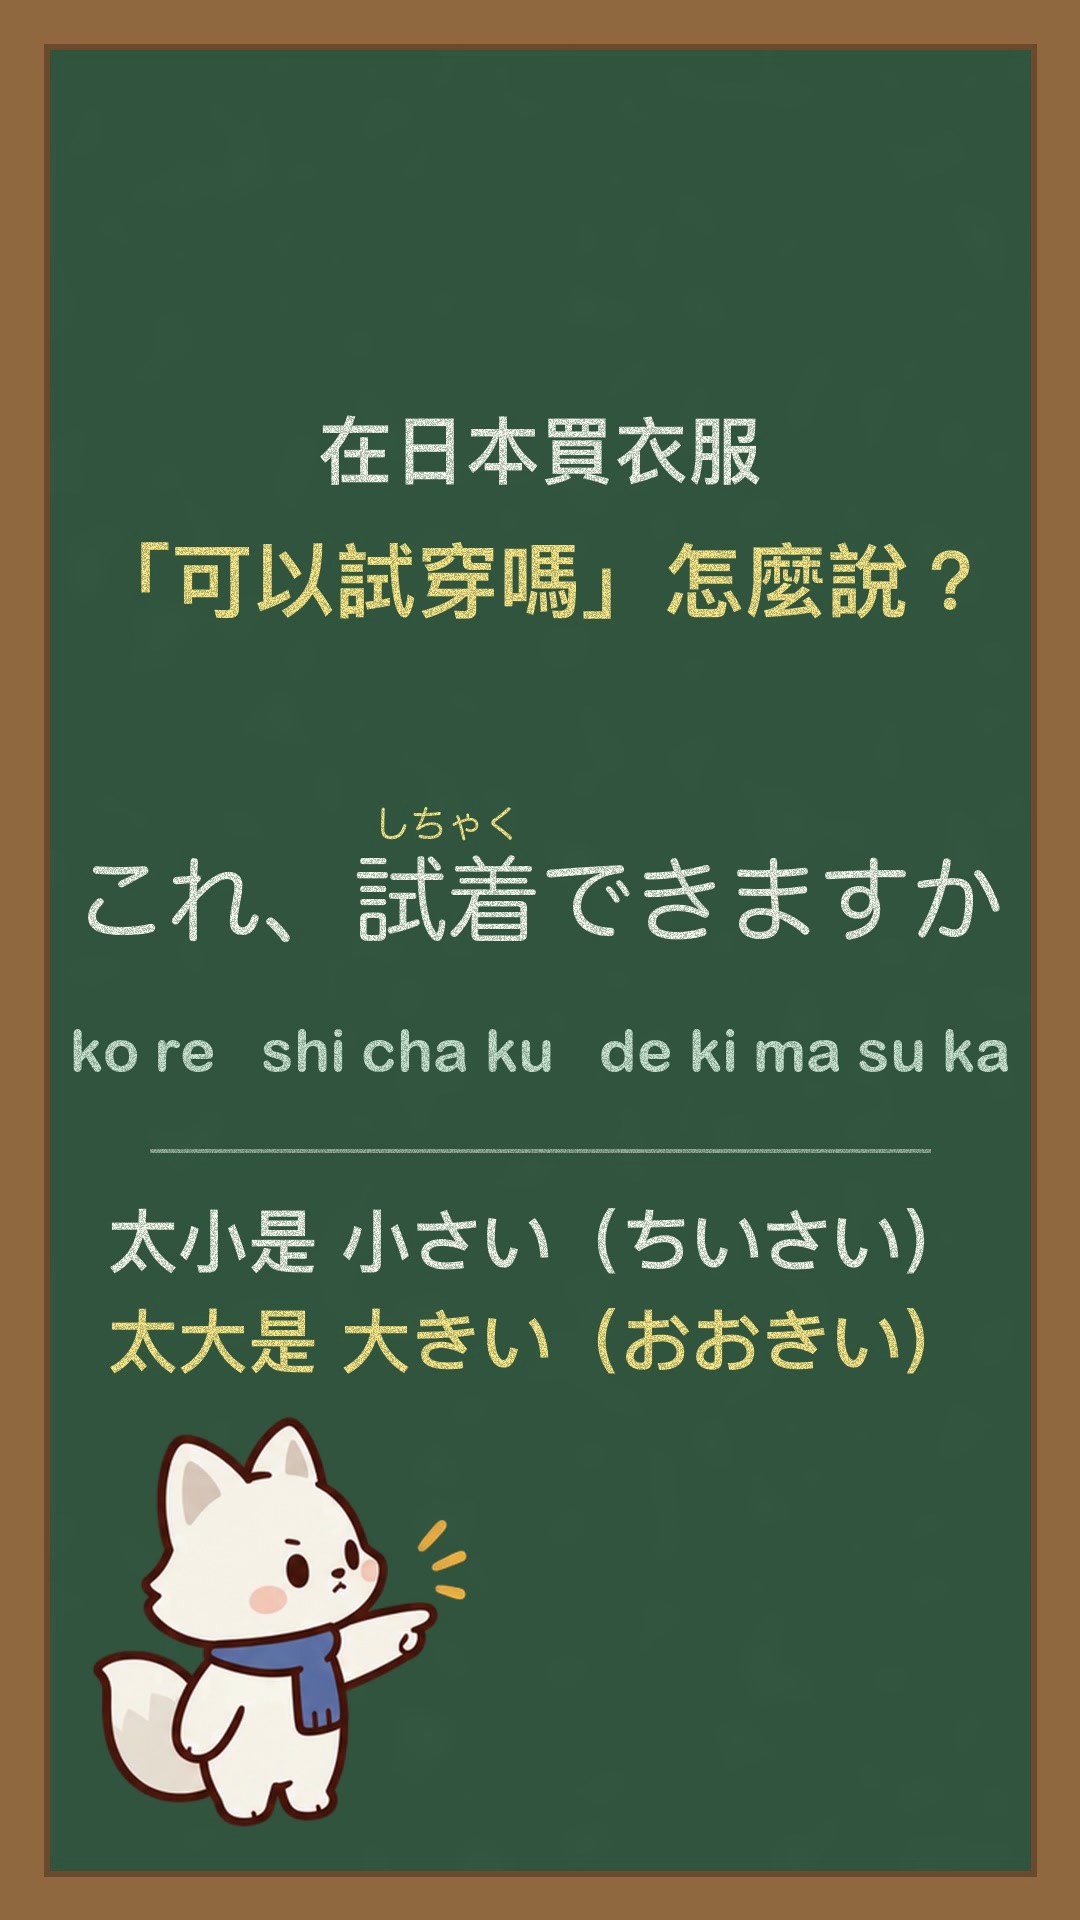 在日本買衣服
「可以試穿嗎」怎麼說？
しちゃく
これ、試着できますか
ko re shi cha ku de ki ma su ka
太小是 小さい（ちいさい）
太大是 大きい（おおきい）